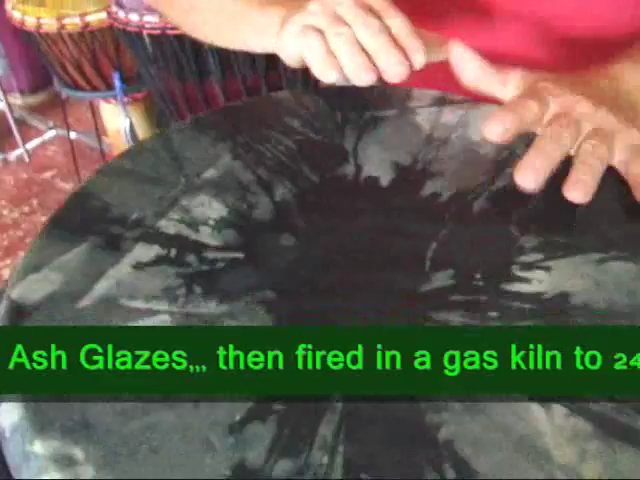 Ash Glazes,,, then fired in a gas kiln to 24